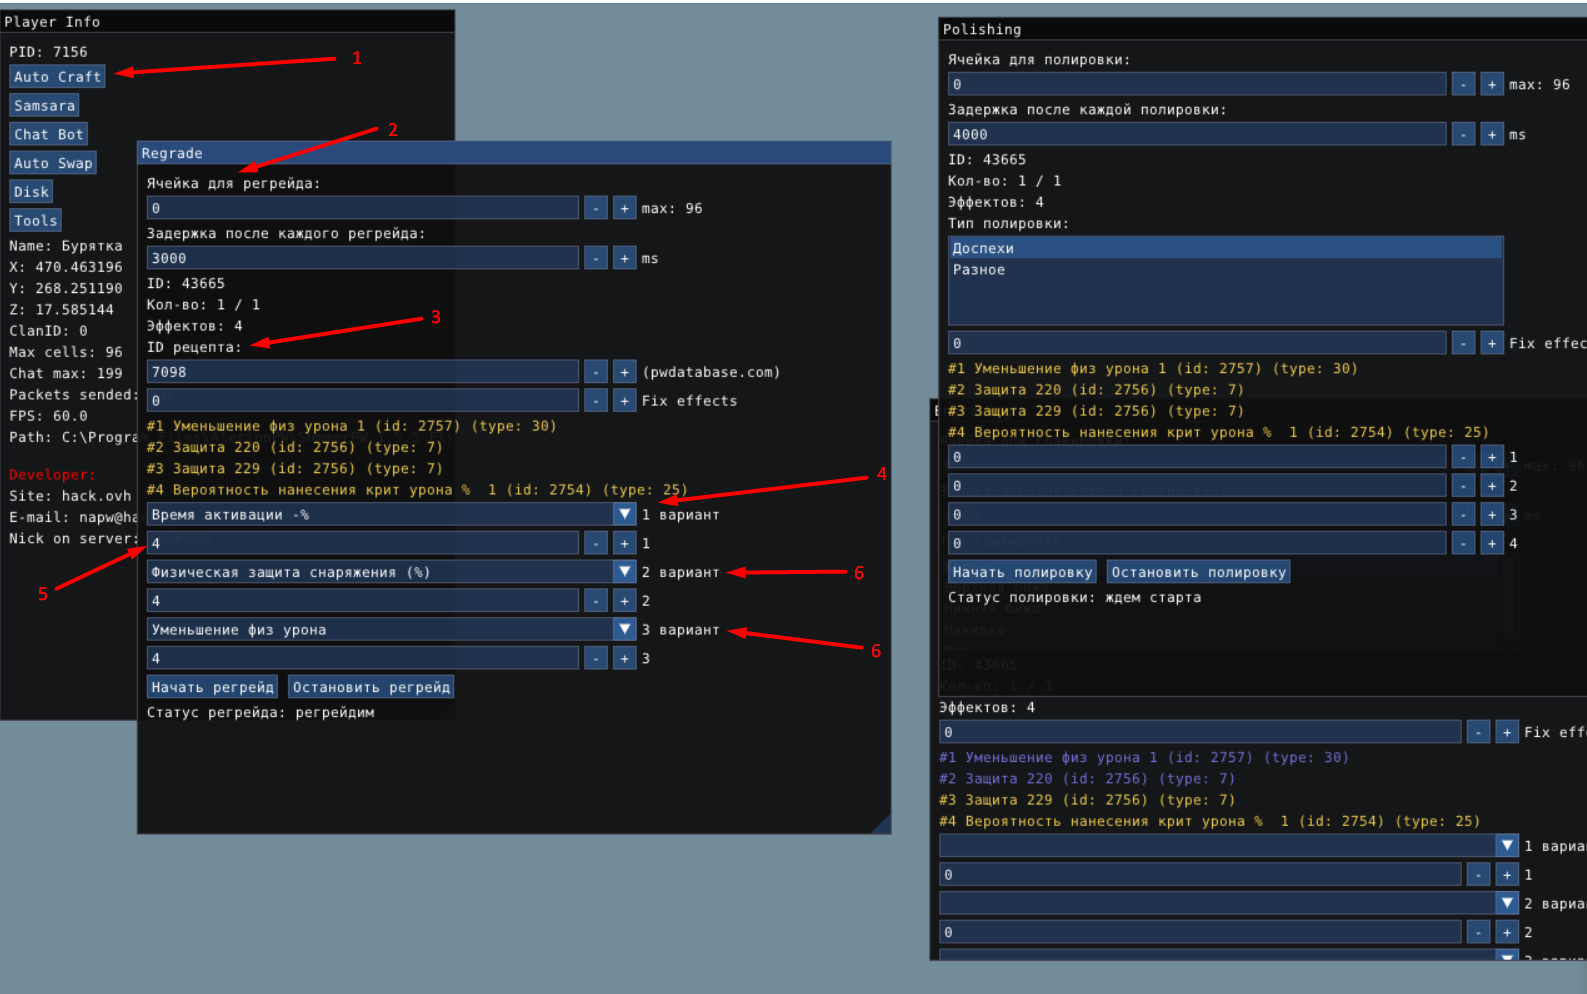 Player Info
PID: 7156
Auto Craft
1
Samsara
Chat Bot
Auto Swap
Disk
Tools
Name: Бурятка
X: 470.463196
Y: 268.251190
Z: 17.585144
ClanID: 0
Max cells: 96
Chat max: 199
Packets sended:
FPS: 60.0
Path: C:\Progra
Developer:
Site: hack.ovh
E-mail: napw@ha
Nick on server:
2
Regrade
Ячейка для регрейда:
0 - + max: 96
Задержка после каждого регрейда:
3000 - + ms
ID: 43665
Кол-во: 1 / 1
Эффектов: 4
3
ID рецепта:
7098 - + (pwdatabase.com)
0 - + Fix effects
#1 Уменьшение физ урона 1 (id: 2757) (type: 30)
#2 Защита 220 (id: 2756) (type: 7)
#3 Защита 229 (id: 2756) (type: 7)
#4 Вероятность нанесения крит урона % 1 (id: 2754) (type: 25)
4
Время активации -% ▼ 1 вариант
4 - + 1
5
Физическая защита снаряжения (%) ▼ 2 вариант
6
4 - + 2
Уменьшение физ урона ▼ 3 вариант
6
4 - + 3
Начать регрейд Остановить регрейд
Статус регрейда: регрейдим
Polishing
Ячейка для полировки:
0 - + max: 96
Задержка после каждой полировки:
4000 - + ms
ID: 43665
Кол-во: 1 / 1
Эффектов: 4
Тип полировки:
Доспехи
Разное
0 - + Fix effec
#1 Уменьшение физ урона 1 (id: 2757) (type: 30)
#2 Защита 220 (id: 2756) (type: 7)
#3 Защита 229 (id: 2756) (type: 7)
#4 Вероятность нанесения крит урона % 1 (id: 2754) (type: 25)
0 - + 1
max: 96
0 - + 2
0 - + 3
ms
0 - + 4
Начать полировку Остановить полировку
Статус полировки: ждем старта
Накидка
ID: 43665
Кол-во: 1 / 1
Эффектов: 4
0 - + Fix eff
#1 Уменьшение физ урона 1 (id: 2757) (type: 30)
#2 Защита 220 (id: 2756) (type: 7)
#3 Защита 229 (id: 2756) (type: 7)
#4 Вероятность нанесения крит урона % 1 (id: 2754) (type: 25)
▼ 1 вариа
0 - + 1
▼ 2 вариа
0 - + 2